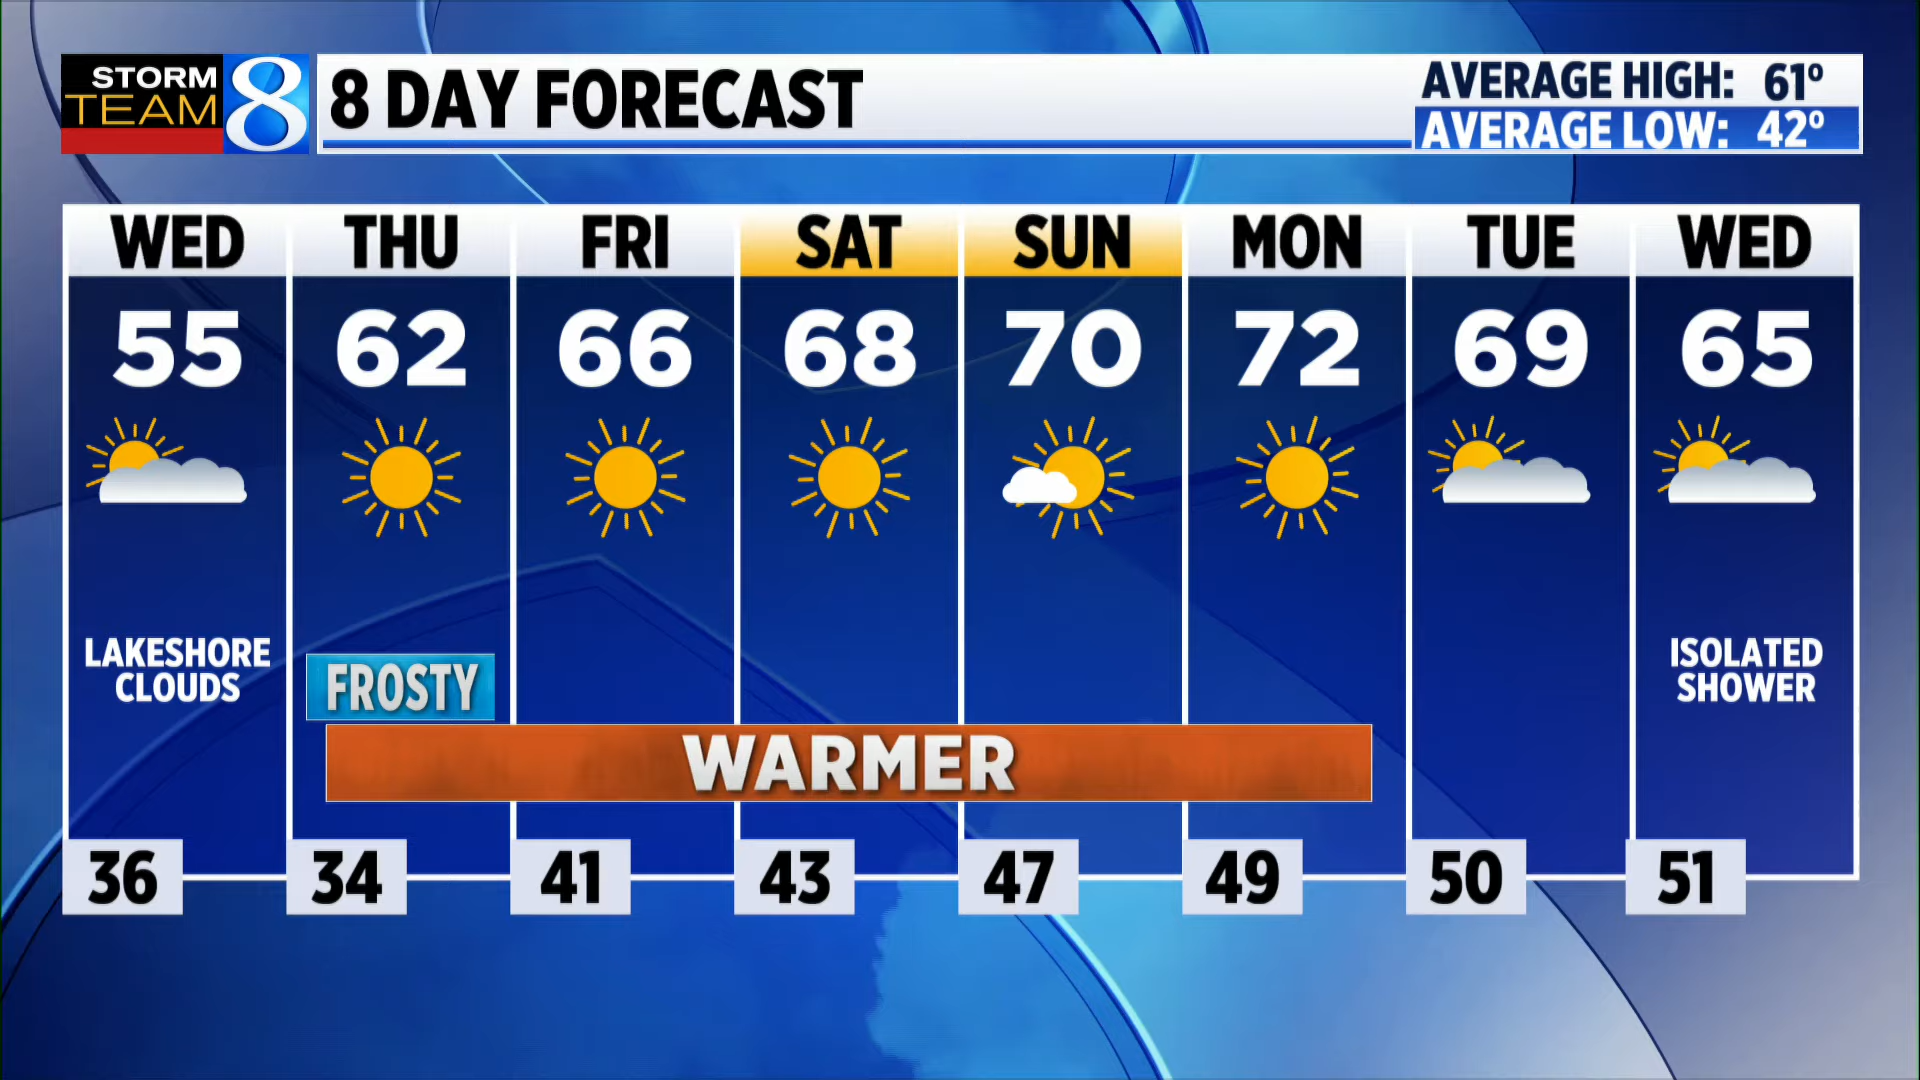 STORM
TEAM
8
8 DAY FORECAST
AVERAGE HIGH: 61º
AVERAGE LOW: 42º
WED THU FRI SAT SUN MON TUE WED
55 62 66 68 70 72 69 65
LAKESHORE
CLOUDS
FROSTY
ISOLATED
SHOWER
WARMER
36 34 41 43 47 49 50 51